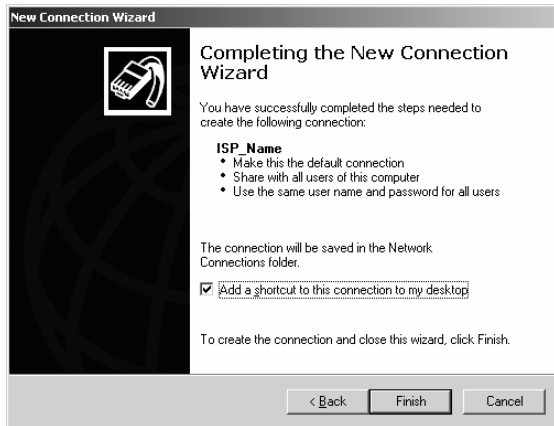 New Connection Wizard
Completing the New Connection
Wizard
You have successfully completed the steps needed to
create the following connection:
ISP_Name
• Make this the default connection
• Share with all users of this computer
• Use the same user name and password for all users
The connection will be saved in the Network
Connections folder.
Add a shortcut to this connection to my desktop
To create the connection and close this wizard, click Finish.
< Back Finish Cancel